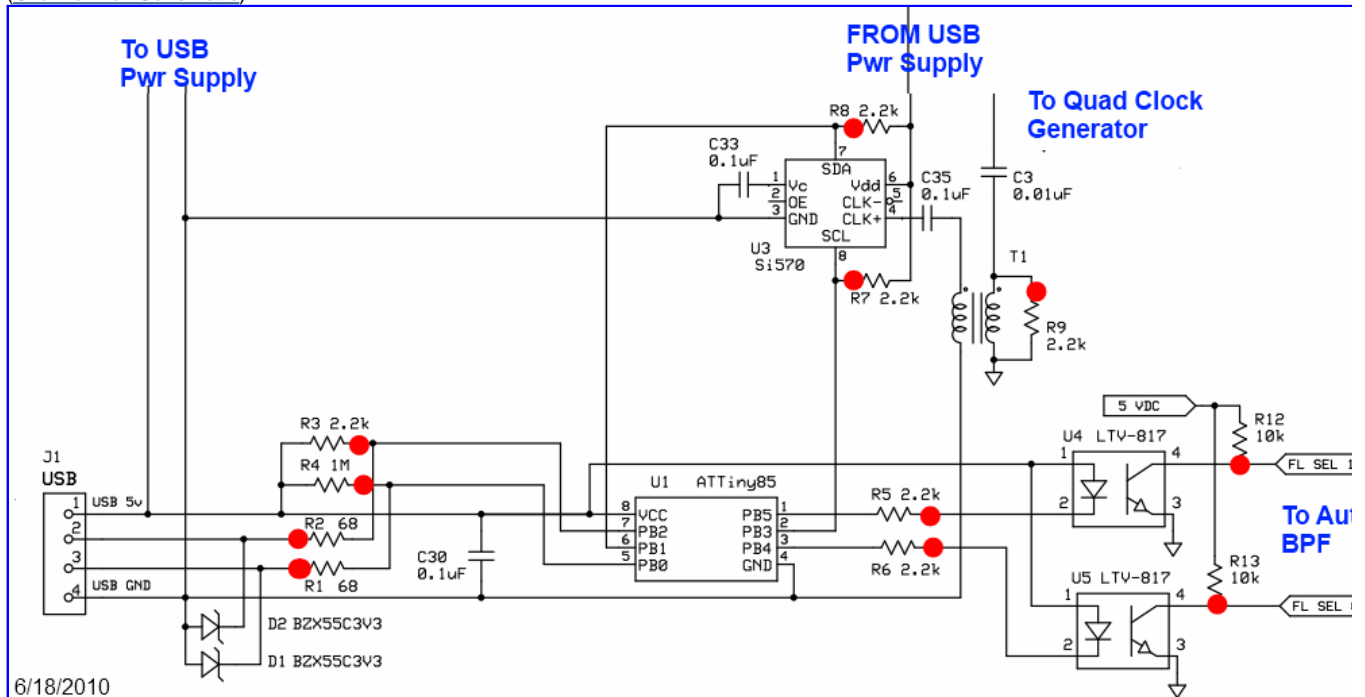 To USB
Pwr Supply
FROM USB
Pwr Supply
To Quad Clock
Generator
R8 2.2k
C33
0.1uF
7
SDA
1 Vc
2 OE
3 GND
Vdd 6
CLK- 5
CLK+ 4
SCL
8
U3
Si570
C35
0.1uF
C3
0.01uF
T1
R7 2.2k
R9
2.2k
5 VDC
R12
10k
R3 2.2k
R4 1M
J1
USB
1 USB 5v
2
3
4 USB GND
R2 68
R1 68
C30
0.1uF
U1 ATTiny85
8 VCC
7 PB2
6 PB1
5 PB0
PB5 1
PB3 2
PB4 3
GND 4
R5 2.2k
R6 2.2k
U4 LTV-817
1
2
4
3
FL SEL 1
To Aut
BPF
R13
10k
U5 LTV-817
1
2
4
3
FL SEL
D2 BZX55C3V3
D1 BZX55C3V3
6/18/2010